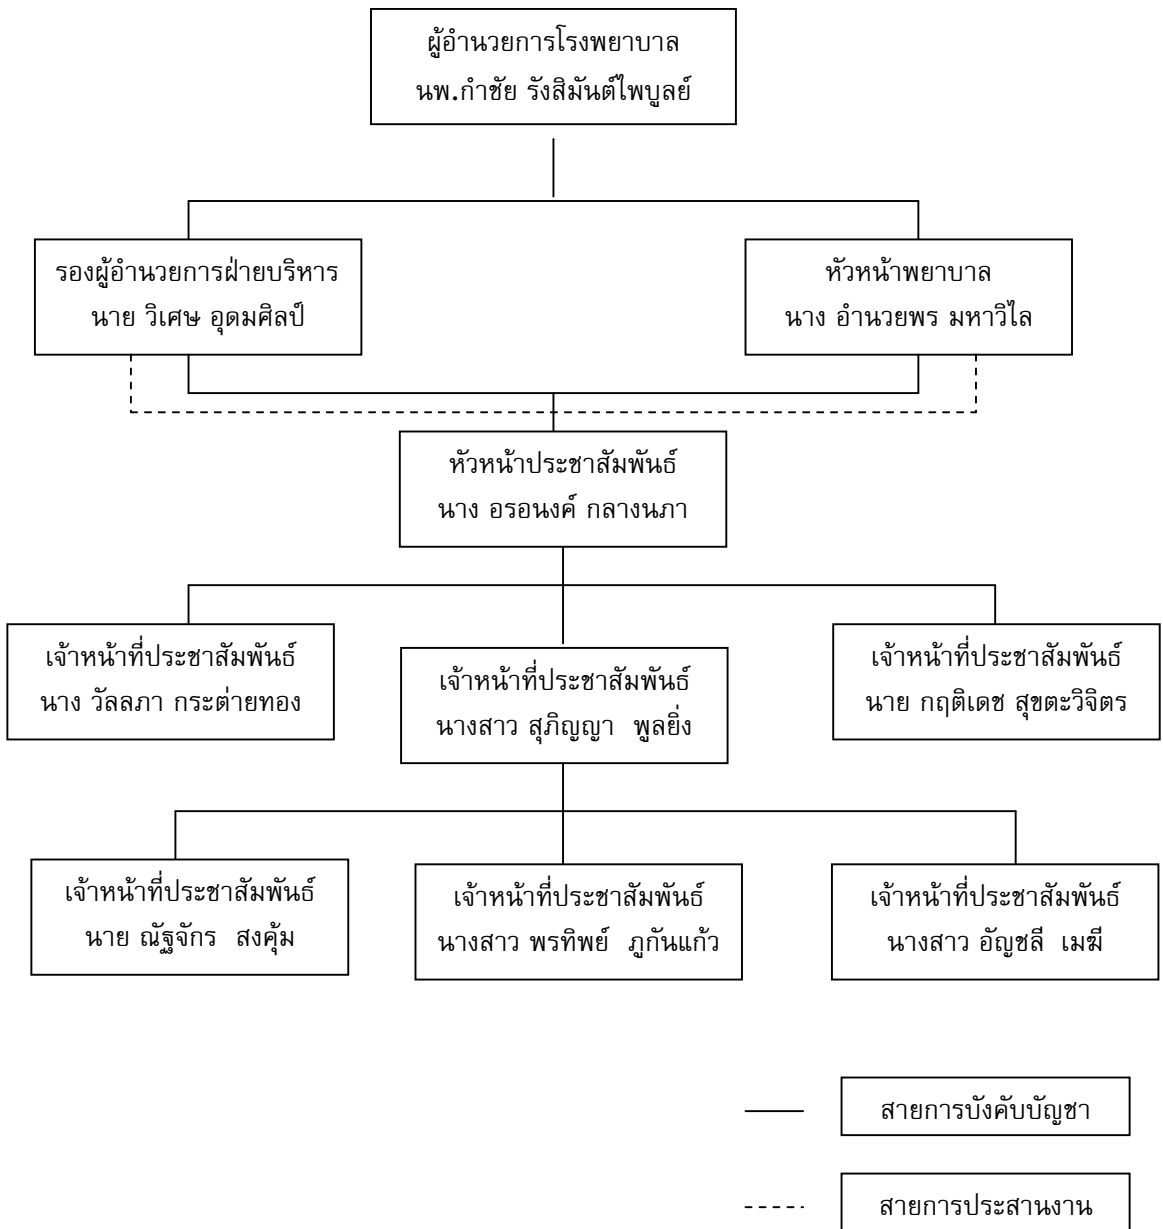 ผู้อำนวยการโรงพยาบาล
นพ.กำชัย รังสิมันต์ไพบูลย์
รองผู้อำนวยการฝ่ายบริหาร
นาย วิเศษ อุดมศิลป์
หัวหน้าพยาบาล
นาง อำนวยพร มหาวิไล
หัวหน้าประชาสัมพันธ์
นาง อรอนงค์ กลางนภา
เจ้าหน้าที่ประชาสัมพันธ์
นาง วัลลภา กระต่ายทอง
เจ้าหน้าที่ประชาสัมพันธ์
นางสาว สุภิญญา พูลยิ่ง
เจ้าหน้าที่ประชาสัมพันธ์
นาย กฤติเดช สุขตะวิจิตร
เจ้าหน้าที่ประชาสัมพันธ์
นาย ณัฐจักร สงคุ้ม
เจ้าหน้าที่ประชาสัมพันธ์
นางสาว พรทิพย์ ภูกันแก้ว
เจ้าหน้าที่ประชาสัมพันธ์
นางสาว อัญชลี เมฆี
สายการบังคับบัญชา
สายการประสานงาน